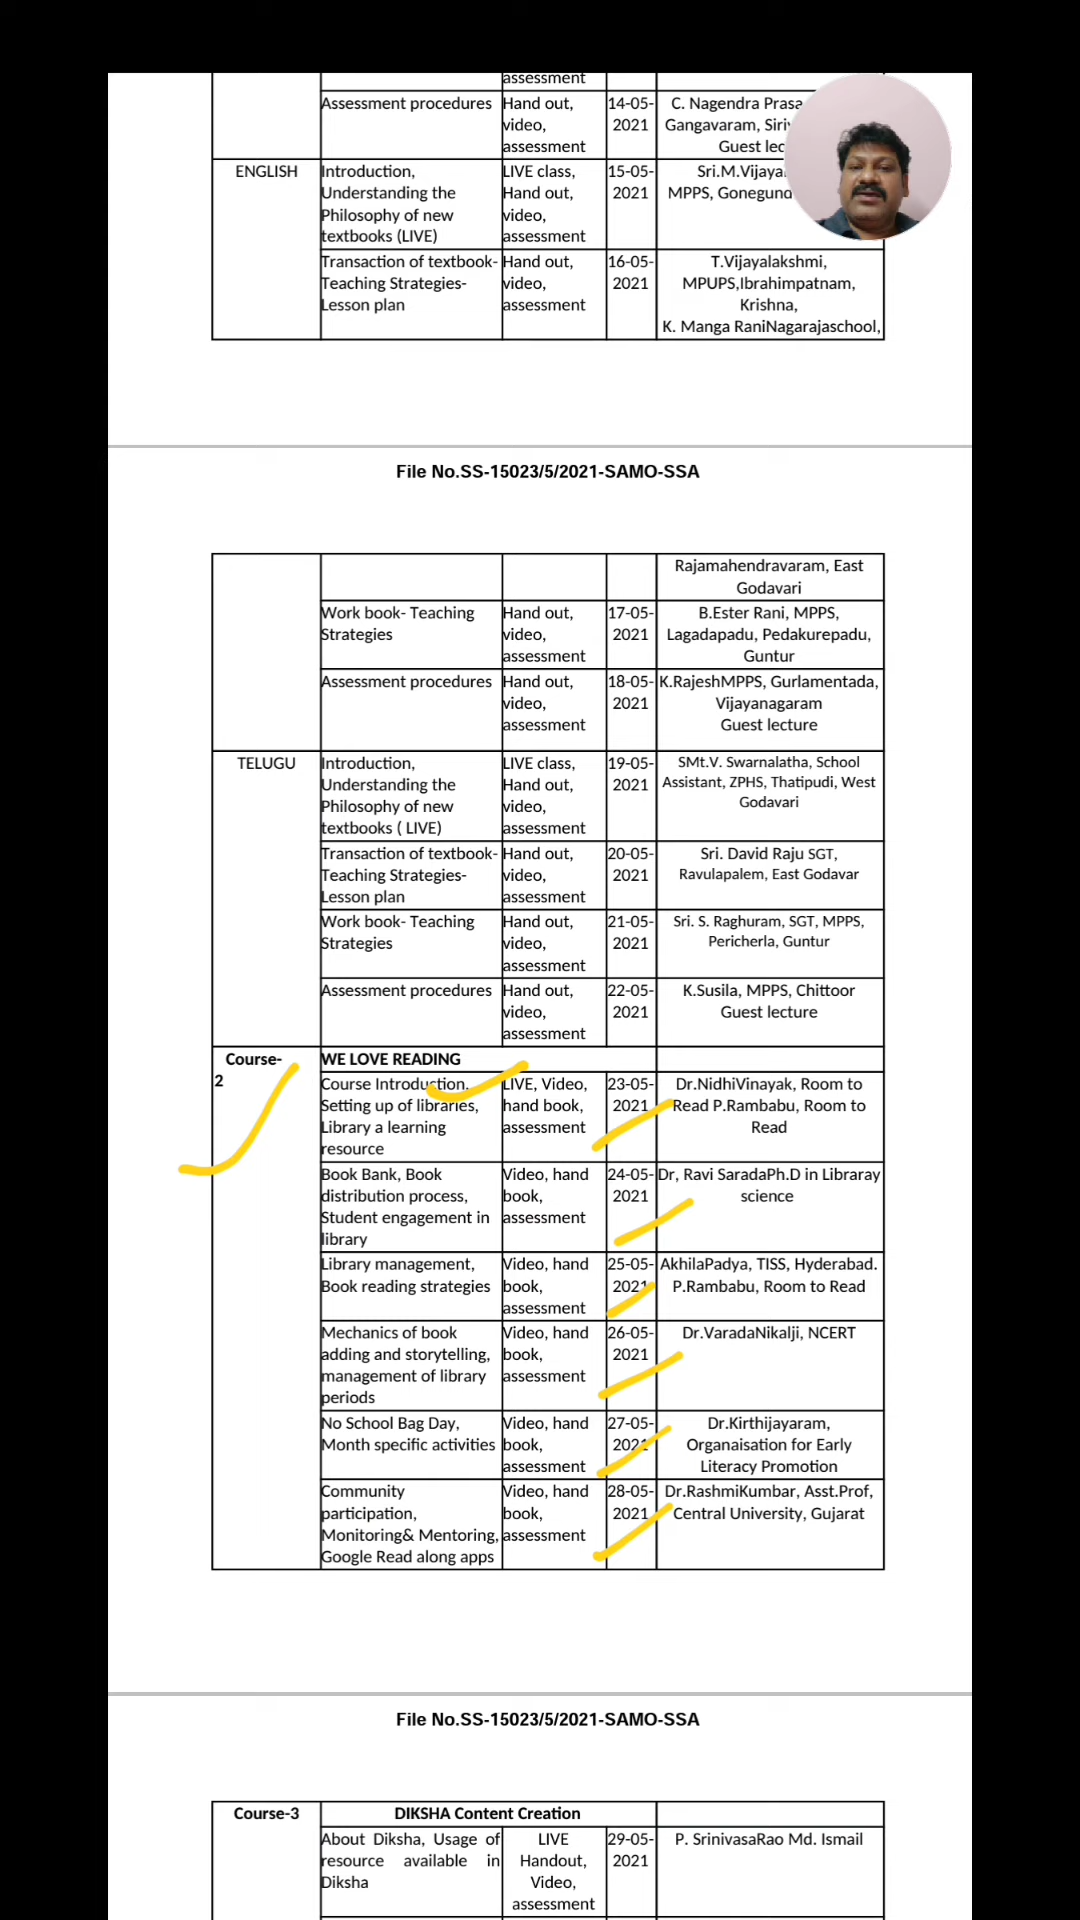 assessment
Assessment procedures
Hand out,
video,
assessment
14-05-
2021
C. Nagendra
Gangavaram,
Guest
ENGLISH
Introduction,
Understanding the
Philosophy of new
textbooks (LIVE)
LIVE class,
Hand out,
video,
assessment
15-05-
2021
MPPS,
Transaction of textbook-
Teaching Strategies-
Lesson plan
Hand out,
video,
assessment
16-05-
2021
T.Vijayalakshmi,
MPUPS,Ibrahimpatnam,
Krishna,
K. Manga RaniNagarajaschool,
File No.SS-15023/5/2021-SAMO-SSA
Rajamahendravaram, East
Godavari
Work book- Teaching
Strategies
Hand out,
video,
assessment
17-05-
2021
B.Ester Rani, MPPS,
Lagadapadu, Pedakurepadu,
Guntur
Assessment procedures
Hand out,
video,
assessment
18-05-
2021
K.RajeshMPPS, Gurlamentada,
Vijayanagaram
Guest lecture
TELUGU
Introduction,
Understanding the
Philosophy of new
textbooks ( LIVE)
LIVE class,
Hand out,
video,
assessment
19-05-
2021
SMt.V. Swarnalatha, School
Assistant, ZPHS, Thatipudi, West
Godavari
Transaction of textbook-
Teaching Strategies-
Lesson plan
Hand out,
video,
assessment
20-05-
2021
Sri. David Raju SGT,
Ravulapalem, East Godavar
Work book- Teaching
Strategies
Hand out,
video,
assessment
21-05-
2021
Sri. S. Raghuram, SGT, MPPS,
Pericherla, Guntur
Assessment procedures
Hand out,
video,
assessment
22-05-
2021
K.Susila, MPPS, Chittoor
Guest lecture
Course-
2
WE LOVE READING
Course Introduction,
Setting up of libraries,
Library a learning
resource
LIVE, Video,
hand book,
assessment
23-05-
2021
Dr.NidhiVinayak, Room to
Read P.Rambabu, Room to
Read
Book Bank, Book
distribution process,
Student engagement in
library
Video, hand
book,
assessment
24-05-
2021
Dr, Ravi SaradaPh.D in Libraray
science
Library management,
Book reading strategies
Video, hand
book,
assessment
25-05-
2021
AkhilaPadya, TISS, Hyderabad.
P.Rambabu, Room to Read
Mechanics of book
adding and storytelling,
management of library
periods
Video, hand
book,
assessment
26-05-
2021
Dr.VaradaNikalji, NCERT
No School Bag Day,
Month specific activities
Video, hand
book,
assessment
27-05-
2021
Dr.Kirthijayaram,
Organaisation for Early
Literacy Promotion
Community
participation,
Monitoring& Mentoring,
Google Read along apps
Video, hand
book,
assessment
28-05-
2021
Dr.RashmiKumbar, Asst.Prof,
Central University, Gujarat
File No.SS-15023/5/2021-SAMO-SSA
Course-3
DIKSHA Content Creation
About Diksha, Usage of
resource available in
Diksha
LIVE
Handout,
Video,
assessment
29-05-
2021
P. SrinivasaRao Md. Ismail